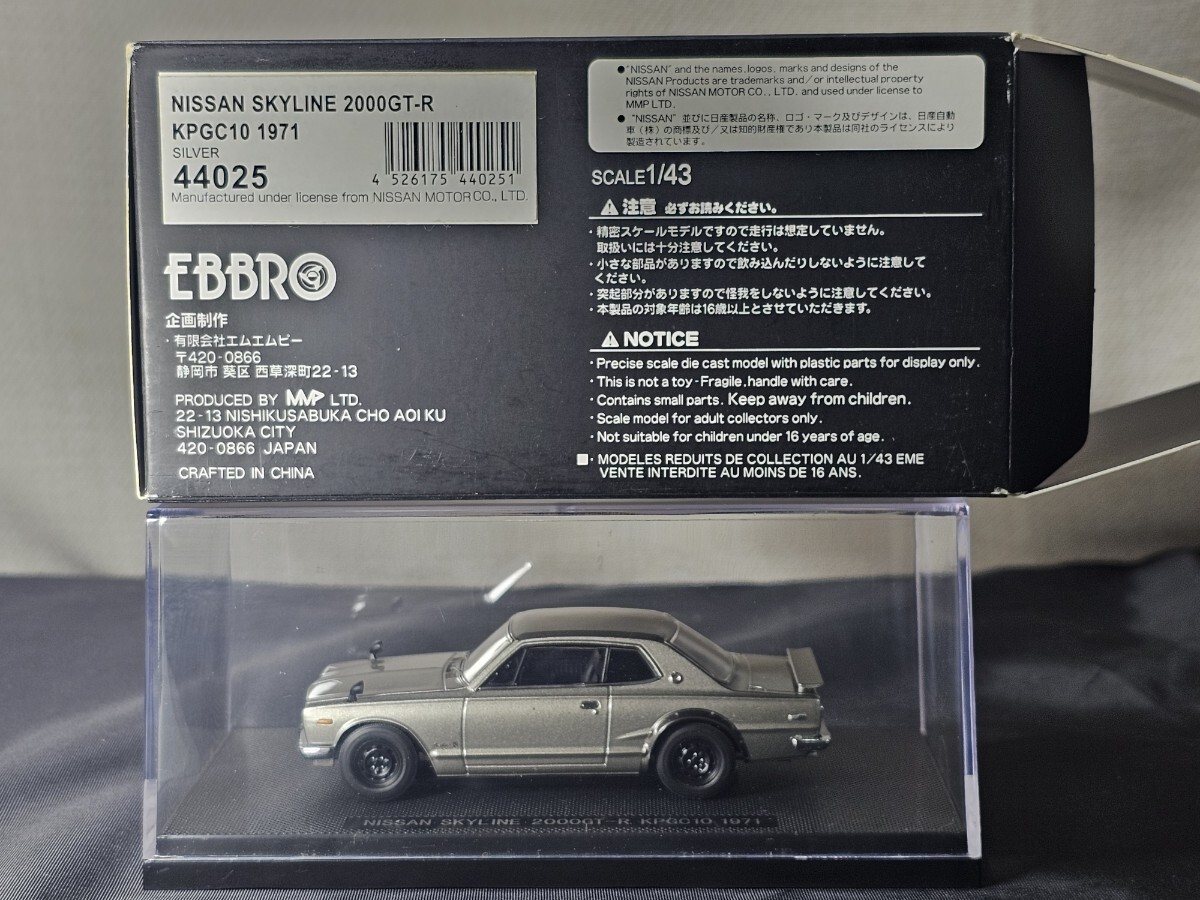 NISSAN SKYLINE 2000GT-R
KPGC10 1971
SILVER
44025
4 526175 440251
Manufactured under license from NISSAN MOTOR CO., LTD.
EBBRO
企画制作
・有限会社エムエムピー
〒420-0866
静岡市 葵区 西草深町22-13
PRODUCED BY MMP LTD.
22-13 NISHIKUSABUKA CHO AOI KU
SHIZUOKA CITY
420-0866 JAPAN
CRAFTED IN CHINA
●"NISSAN" and the names, logos, marks and designs of the
NISSAN Products are trademarks and/or intellectual property
rights of NISSAN MOTOR CO., LTD. and used under license to
MMP LTD.
● "NISSAN" 並びに日産製品の名称、ロゴ・マーク及びデザインは、日産自動
車（株）の商標及び/又は知的財産権であり本製品は同社のライセンスにより
製造されています。
SCALE1/43
注意 必ずお読みください。
・精密スケールモデルですので走行は想定していません。
取扱いには十分注意してください。
・小さな部品がありますので飲み込んだりしないように注意して
ください。
・突起部分がありますので怪我をしないように注意してください。
・本製品の対象年齢は16歳以上とさせていただきます。
NOTICE
・Precise scale die cast model with plastic parts for display only.
・This is not a toy - Fragile, handle with care.
・Contains small parts. Keep away from children.
・Scale model for adult collectors only.
・Not suitable for children under 16 years of age.
・MODELES REDUITS DE COLLECTION AU 1/43 EME
VENTE INTERDITE AU MOINS DE 16 ANS.
NISSAN SKYLINE 2000GT-R KPGC10 1971